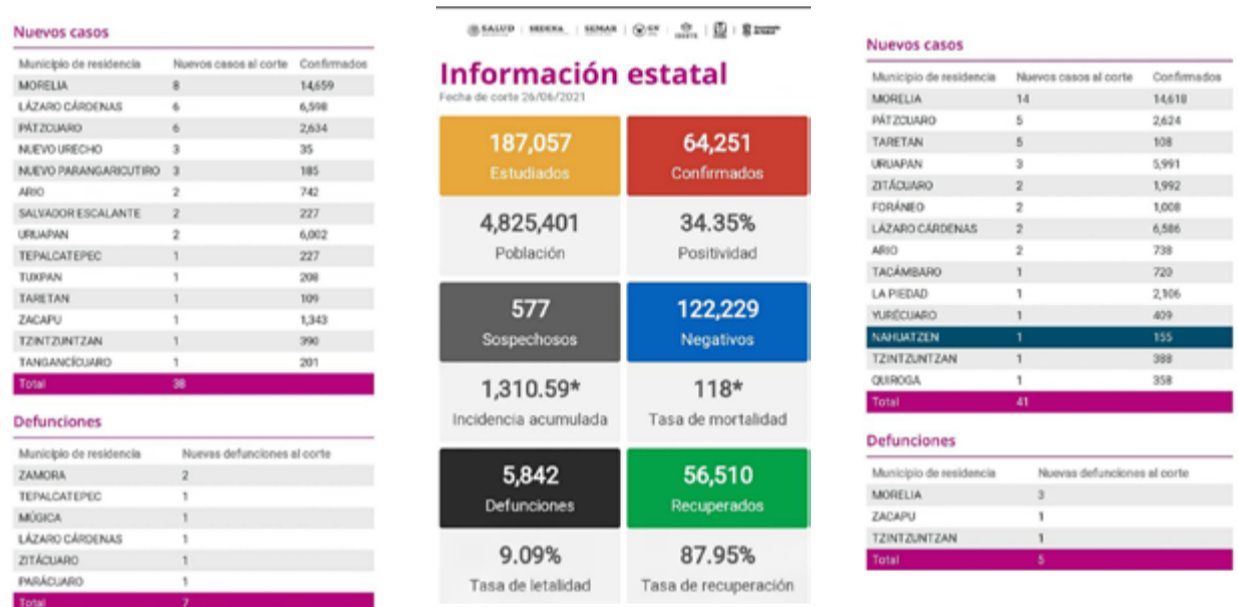 Nuevos casos
Municipio de residencia Nuevos casos al corte Confirmados
MORELIA 8 14,659
LÁZARO CÁRDENAS 6 6,598
PÁTZCUARO 6 2,634
NUEVO URECHO 3 35
NUEVO PARANGARICUTIRO 3 185
ARIO 2 742
SALVADOR ESCALANTE 2 227
URUAPAN 2 6,002
TEPALCATEPEC 1 227
TUXPAN 1 208
TARETAN 1 109
ZACAPU 1 1,343
TZINTZUNTZAN 1 390
TANGANCÍCUARO 1 201
Total 38
Defunciones
Municipio de residencia Nuevas defunciones al corte
ZAMORA 2
TEPALCATEPEC 1
MÚGICA 1
LÁZARO CÁRDENAS 1
ZITÁCUARO 1
PARÁCUARO 1
Total 7
SALUD SEDENA SEMAR GN
Información estatal
Fecha de corte 26/06/2021
187,057 64,251
Estudiados Confirmados
4,825,401 34.35%
Población Positividad
577 122,229
Sospechosos Negativos
1,310.59* 118*
Incidencia acumulada Tasa de mortalidad
5,842 56,510
Defunciones Recuperados
9.09% 87.95%
Tasa de letalidad Tasa de recuperación
Nuevos casos
Municipio de residencia Nuevos casos al corte Confirmados
MORELIA 14 14,618
PÁTZCUARO 5 2,624
TARETAN 5 108
URUAPAN 3 5,991
ZITÁCUARO 2 1,992
FORÁNEO 2 1,008
LÁZARO CÁRDENAS 2 6,586
ARIO 2 738
TACÁMBARO 1 720
LA PIEDAD 1 2,106
YURÉCUARO 1 409
NAHUATZEN 1 155
TZINTZUNTZAN 1 388
QUIROGA 1 358
Total 41
Defunciones
Municipio de residencia Nuevas defunciones al corte
MORELIA 3
ZACAPU 1
TZINTZUNTZAN 1
Total 5